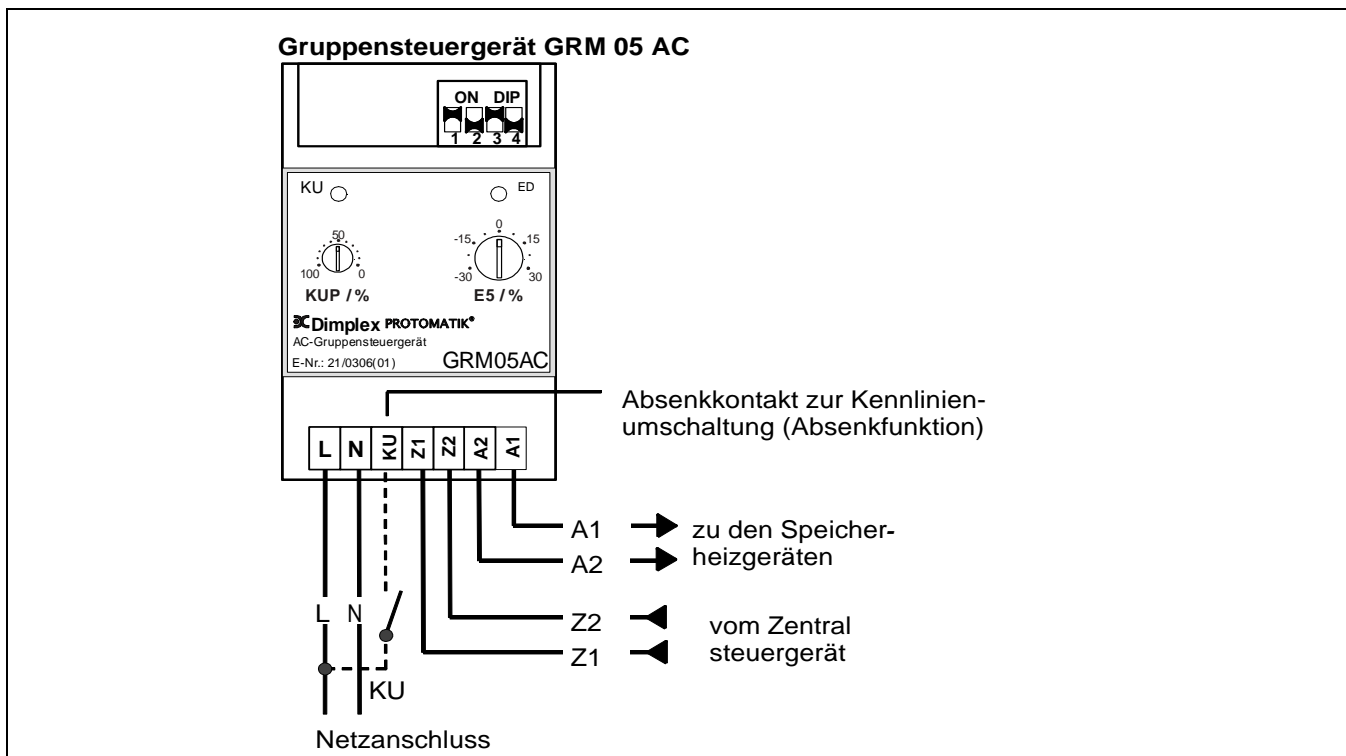 Gruppensteuergerät GRM 05 AC
ON DIP
1 2 3 4
KU
ED
50
100 0
KUP / %
0
-15 15
-30 30
E5 / %
Dimplex PROTOMATIK®
AC-Gruppensteuergerät
E-Nr.: 21/0306(01) GRM05AC
Absenkkontakt zur Kennlinien-
umschaltung (Absenkfunktion)
L N KU Z1 Z2 A2 A1
A1 zu den Speicher-
A2 heizgeräten
L N
Z2 vom Zentral
Z1 steuergerät
KU
Netzanschluss